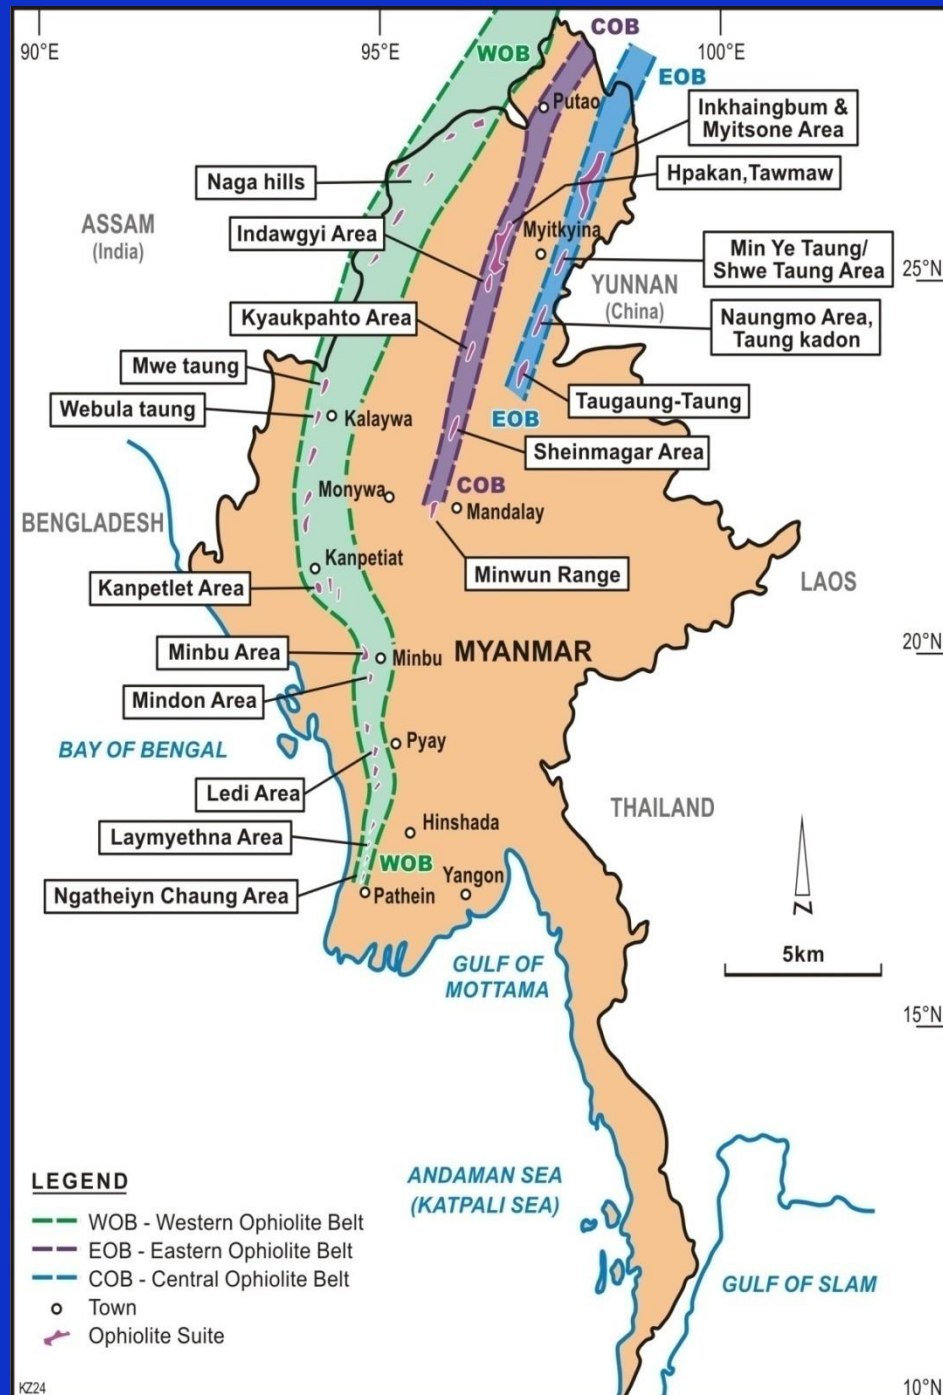 90°E
95°E
100°E
COB
WOB
EOB
Putao
Inkhaingbum &
Myitsone Area
Naga hills
Hpakan,Tawmaw
ASSAM
(India)
Indawgyi Area
Myitkyina
Min Ye Taung/
Shwe Taung Area
25°N
YUNNAN
(China)
Kyaukpahto Area
Naungmo Area,
Taung kadon
Mwe taung
Webula taung
Kalaywa
EOB
Taugaung-Taung
Sheinmagar Area
COB
Monywa
Mandalay
BENGLADESH
Kanpetiat
Minwun Range
Kanpetlet Area
LAOS
Minbu Area
Minbu
MYANMAR
20°N
Mindon Area
BAY OF BENGAL
Pyay
Ledi Area
THAILAND
Hinshada
Laymyethna Area
WOB
Yangon
Ngatheiyn Chaung Area
Pathein
N
5km
GULF OF
MOTTAMA
15°N
ANDAMAN SEA
(KATPALI SEA)
GULF OF SLAM
LEGEND
WOB - Western Ophiolite Belt
EOB - Eastern Ophiolite Belt
COB - Central Ophiolite Belt
Town
Ophiolite Suite
KZ24
10°N